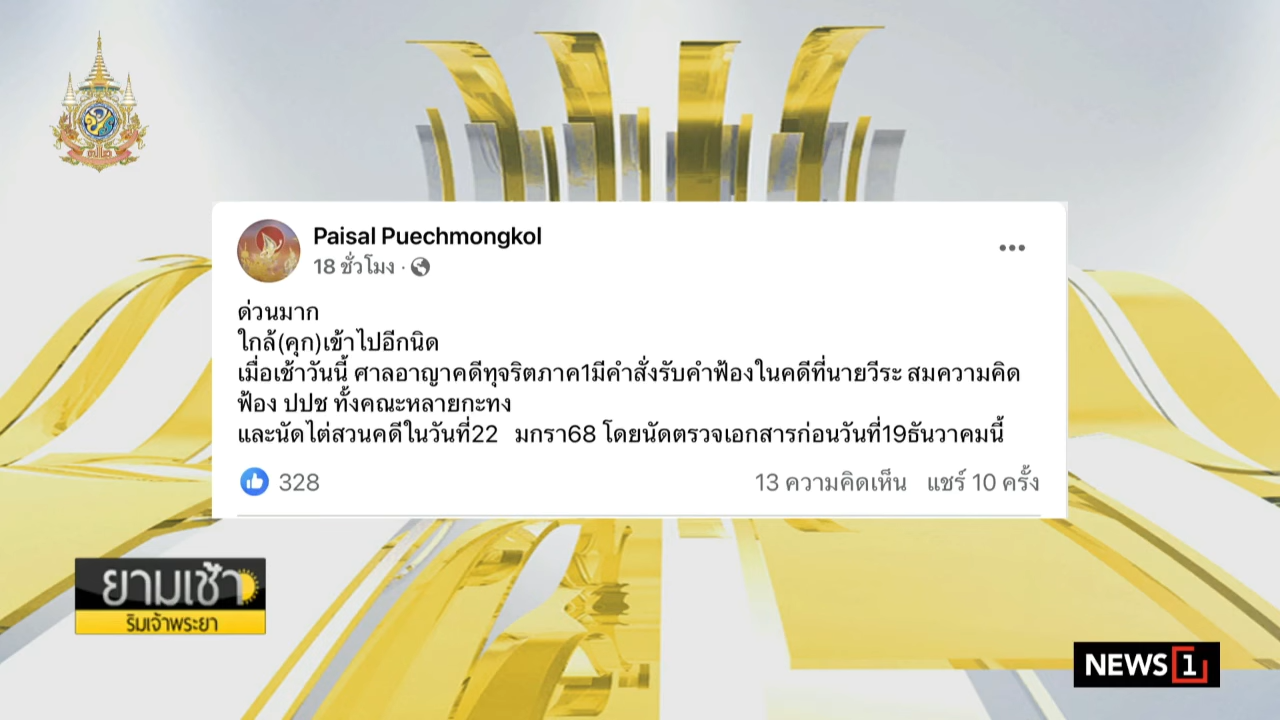 Paisal Puechmongkol
18 ชั่วโมง ·
ด่วนมาก
ใกล้(คุก)เข้าไปอีกนิด
เมื่อเช้าวันนี้ ศาลอาญาคดีทุจริตภาค1มีคำสั่งรับคำฟ้องในคดีที่นายวีระ สมความคิด
ฟ้อง ปปช ทั้งคณะหลายกะทง
และนัดไต่สวนคดีในวันที่22 มกรา68 โดยนัดตรวจเอกสารก่อนวันที่19ธันวาคมนี้
328
13 ความคิดเห็น แชร์ 10 ครั้ง
ยามเช้า
ริมเจ้าพระยา
NEWS 1